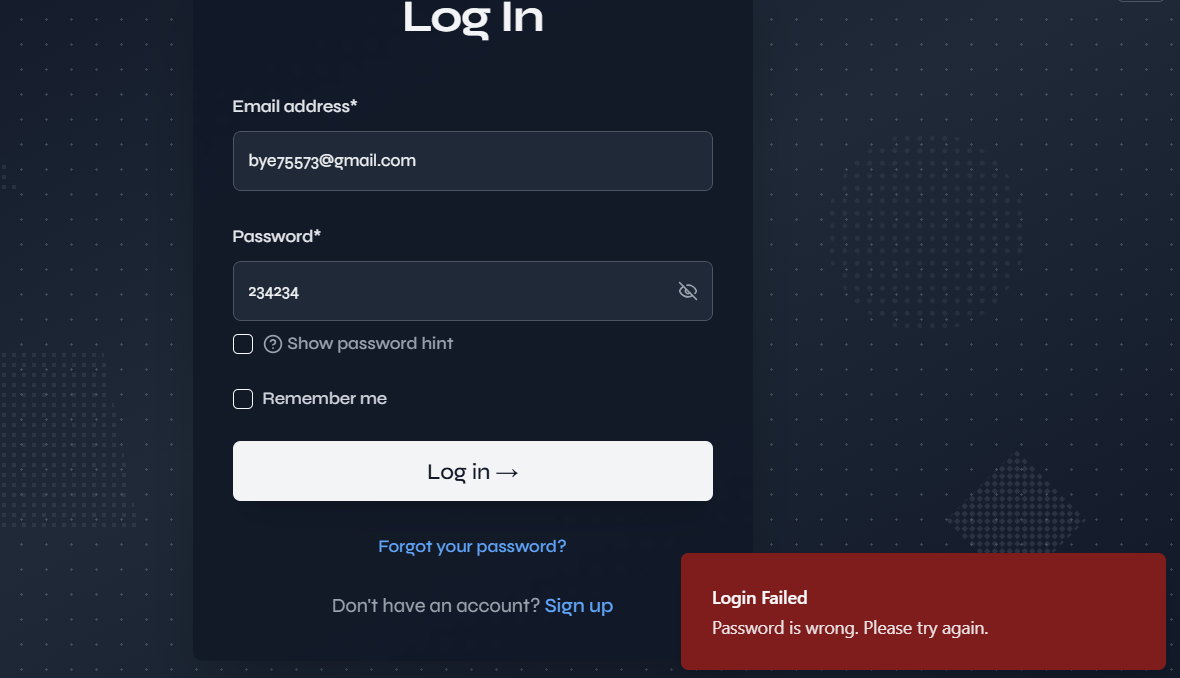 Log In
Email address*
bye75573@gmail.com
Password*
234234
Show password hint
Remember me
Log in →
Forgot your password?
Don't have an account? Sign up
Login Failed
Password is wrong. Please try again.